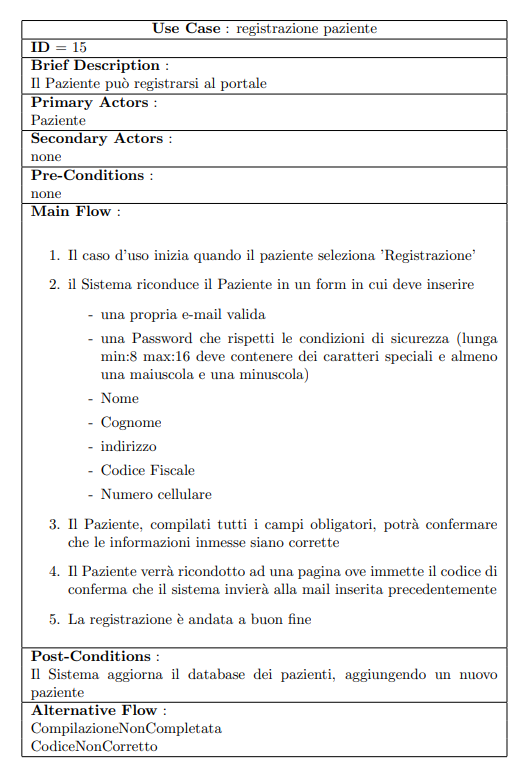 Use Case : registrazione paziente
ID = 15
Brief Description :
Il Paziente può registrarsi al portale
Primary Actors :
Paziente
Secondary Actors :
none
Pre-Conditions :
none
Main Flow :
1. Il caso d'uso inizia quando il paziente seleziona 'Registrazione'
2. il Sistema riconduce il Paziente in un form in cui deve inserire
- una propria e-mail valida
- una Password che rispetti le condizioni di sicurezza (lunga
min:8 max:16 deve contenere dei caratteri speciali e almeno
una maiuscola e una minuscola)
- Nome
- Cognome
- indirizzo
- Codice Fiscale
- Numero cellulare
3. Il Paziente, compilati tutti i campi obligatori, potrà confermare
che le informazioni inmesse siano corrette
4. Il Paziente verrà ricondotto ad una pagina ove immette il codice di
conferma che il sistema invierà alla mail inserita precedentemente
5. La registrazione è andata a buon fine
Post-Conditions :
Il Sistema aggiorna il database dei pazienti, aggiungendo un nuovo
paziente
Alternative Flow :
CompilazioneNonCompletata
CodiceNonCorretto